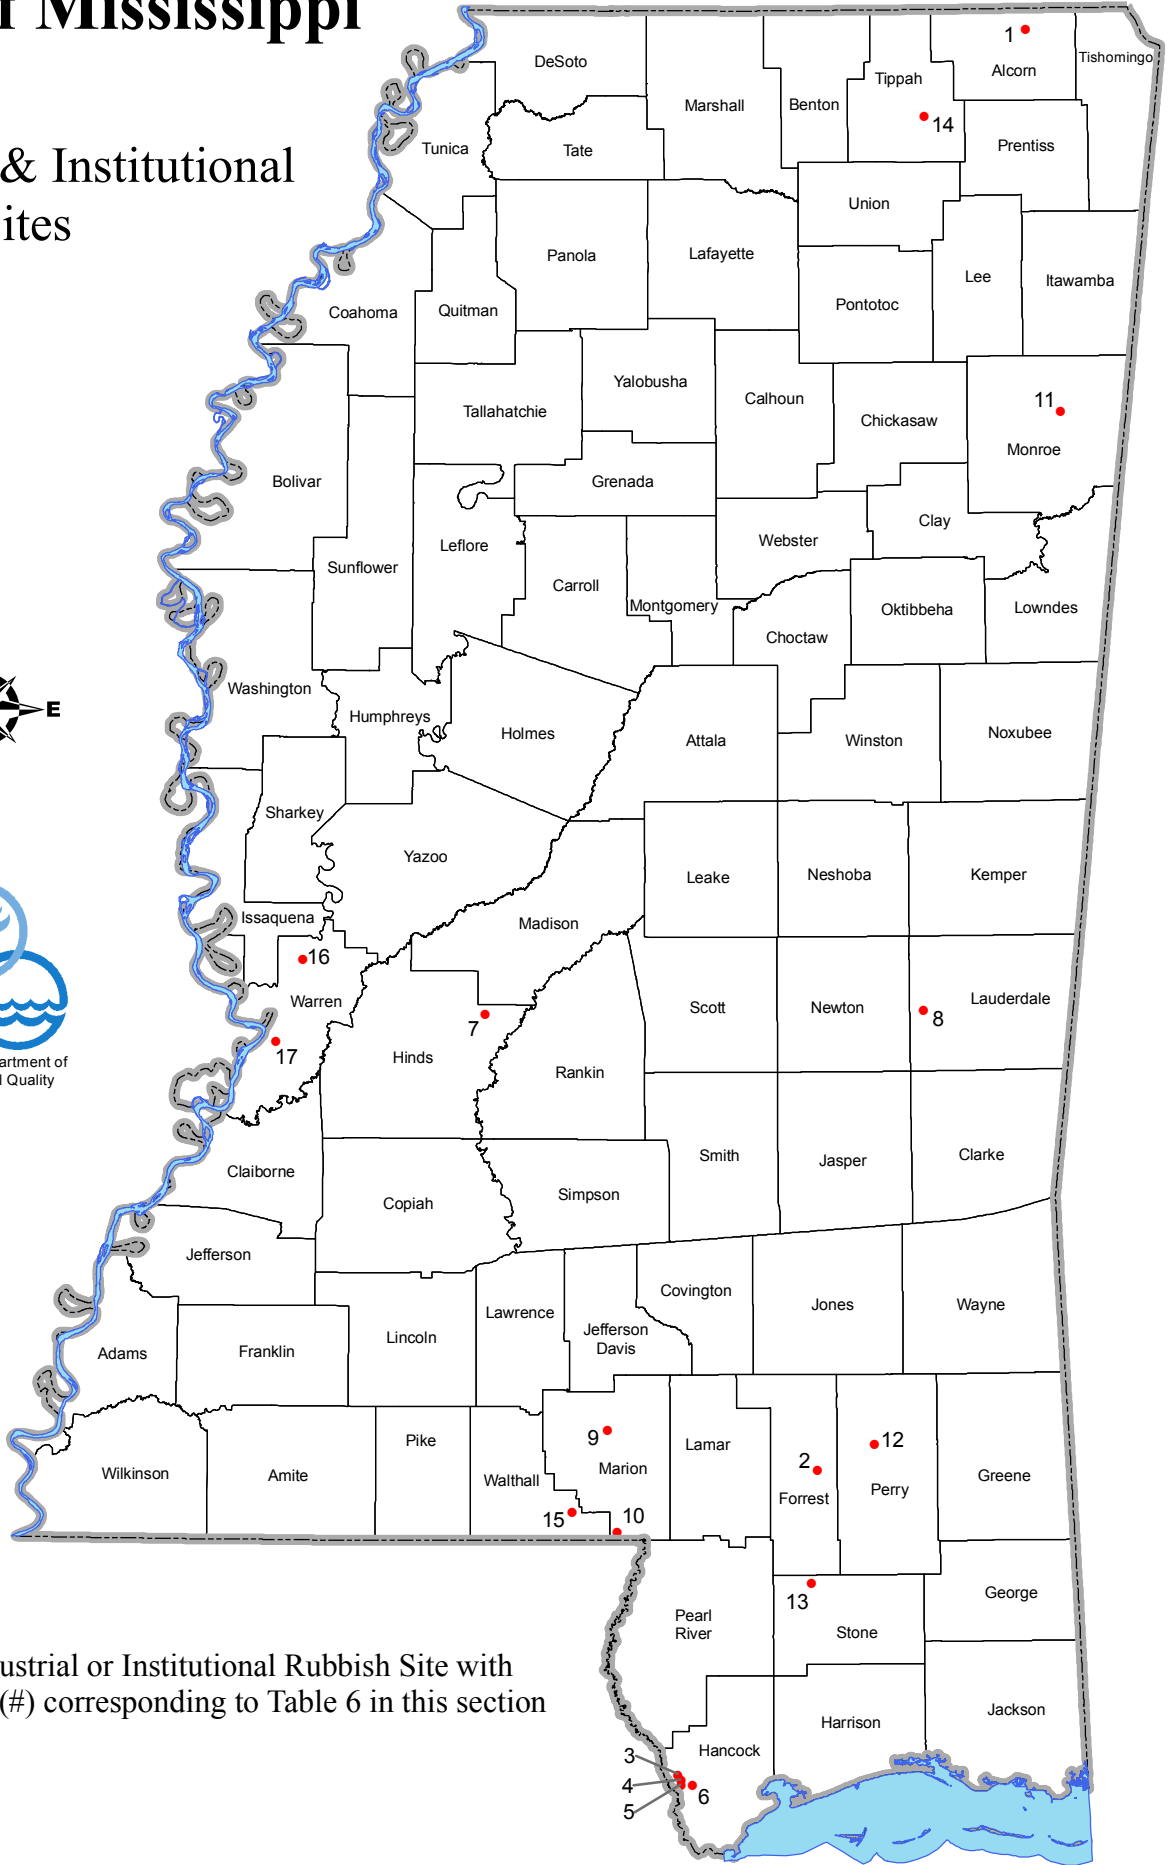 f Mississippi
& Institutional
ites
DeSoto
Marshall
Benton
Tippah
1
Alcorn
Tishomingo
14
Tunica
Tate
Prentiss
Union
Panola
Lafayette
Lee
Itawamba
Coahoma
Quitman
Pontotoc
Yalobusha
Calhoun
Tallahatchie
Chickasaw
11
Monroe
Bolivar
Grenada
Clay
Leflore
Webster
Sunflower
Carroll
Montgomery
Oktibbeha
Lowndes
Choctaw
Washington
E
Humphreys
Holmes
Attala
Winston
Noxubee
Sharkey
Yazoo
Leake
Neshoba
Kemper
Issaquena
Madison
16
Warren
7
Scott
Newton
Lauderdale
8
17
Hinds
Rankin
artment of
l Quality
Smith
Jasper
Clarke
Claiborne
Copiah
Simpson
Jefferson
Covington
Lawrence
Jones
Wayne
Jefferson
Davis
Lincoln
Adams
Franklin
9
Pike
Lamar
12
2
Marion
Wilkinson
Amite
Walthall
Forrest
Perry
Greene
15
10
13
George
Pearl
River
Stone
ustrial or Institutional Rubbish Site with
(#) corresponding to Table 6 in this section
Jackson
Harrison
Hancock
3
4
6
5